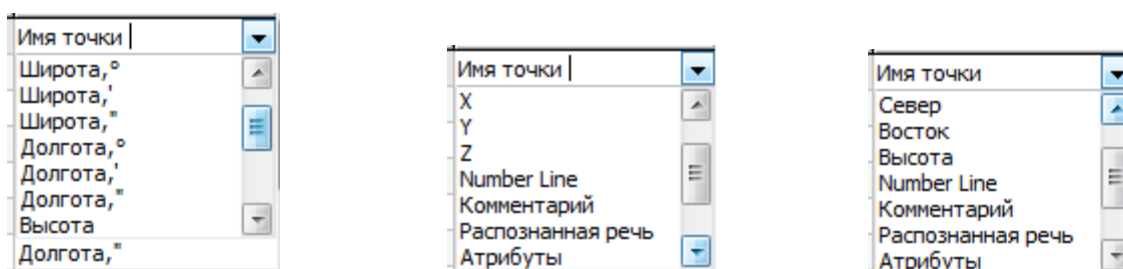 Имя точки
Широта,°
Широта,'
Широта,"
Долгота,°
Долгота,'
Долгота,"
Высота
Долгота,"
Имя точки
X
Y
Z
Number Line
Комментарий
Распознанная речь
Атрибуты
Имя точки
Север
Восток
Высота
Number Line
Комментарий
Распознанная речь
Атрибуты